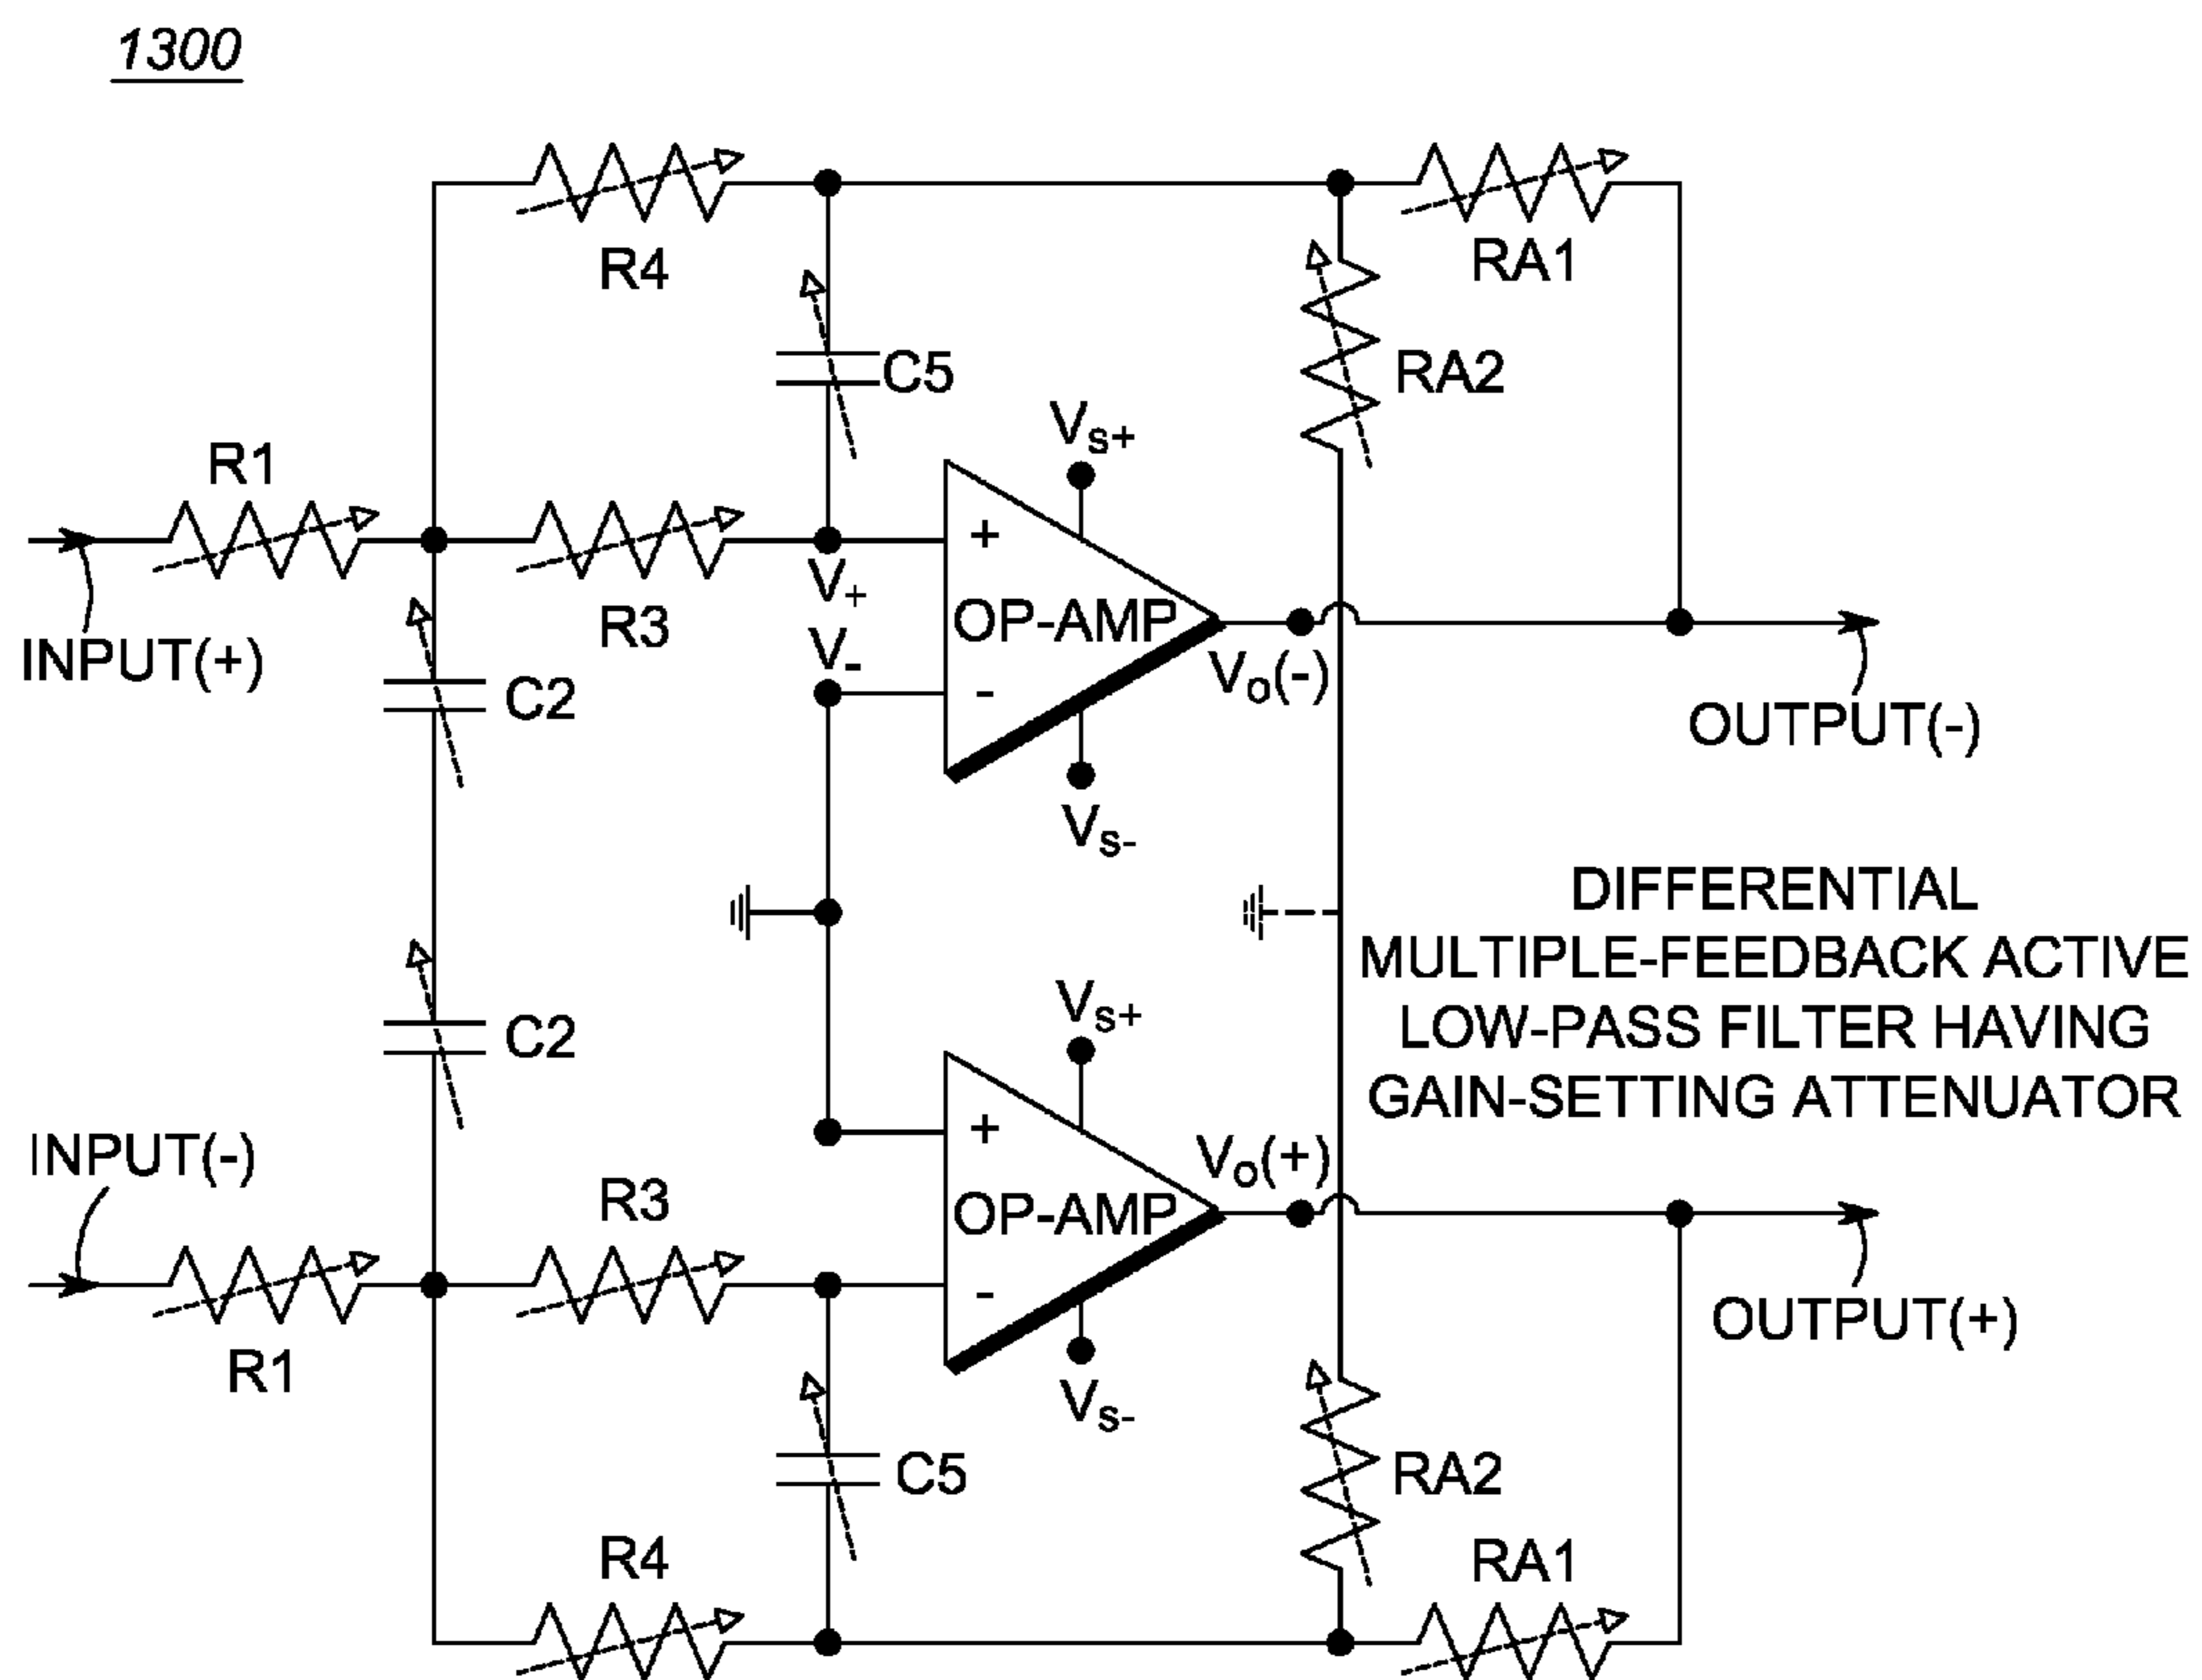 1300
R4
RA1
C5
RA2
R1
V+
V-
R3
INPUT(+)
C2
+
OP-AMP
-
VS+
VS-
VO(-)
OUTPUT(-)
DIFFERENTIAL
MULTIPLE-FEEDBACK ACTIVE
LOW-PASS FILTER HAVING
GAIN-SETTING ATTENUATOR
C2
INPUT(-)
R1
R3
VS+
+
OP-AMP
-
VS-
VO(+)
OUTPUT(+)
C5
RA2
R4
RA1